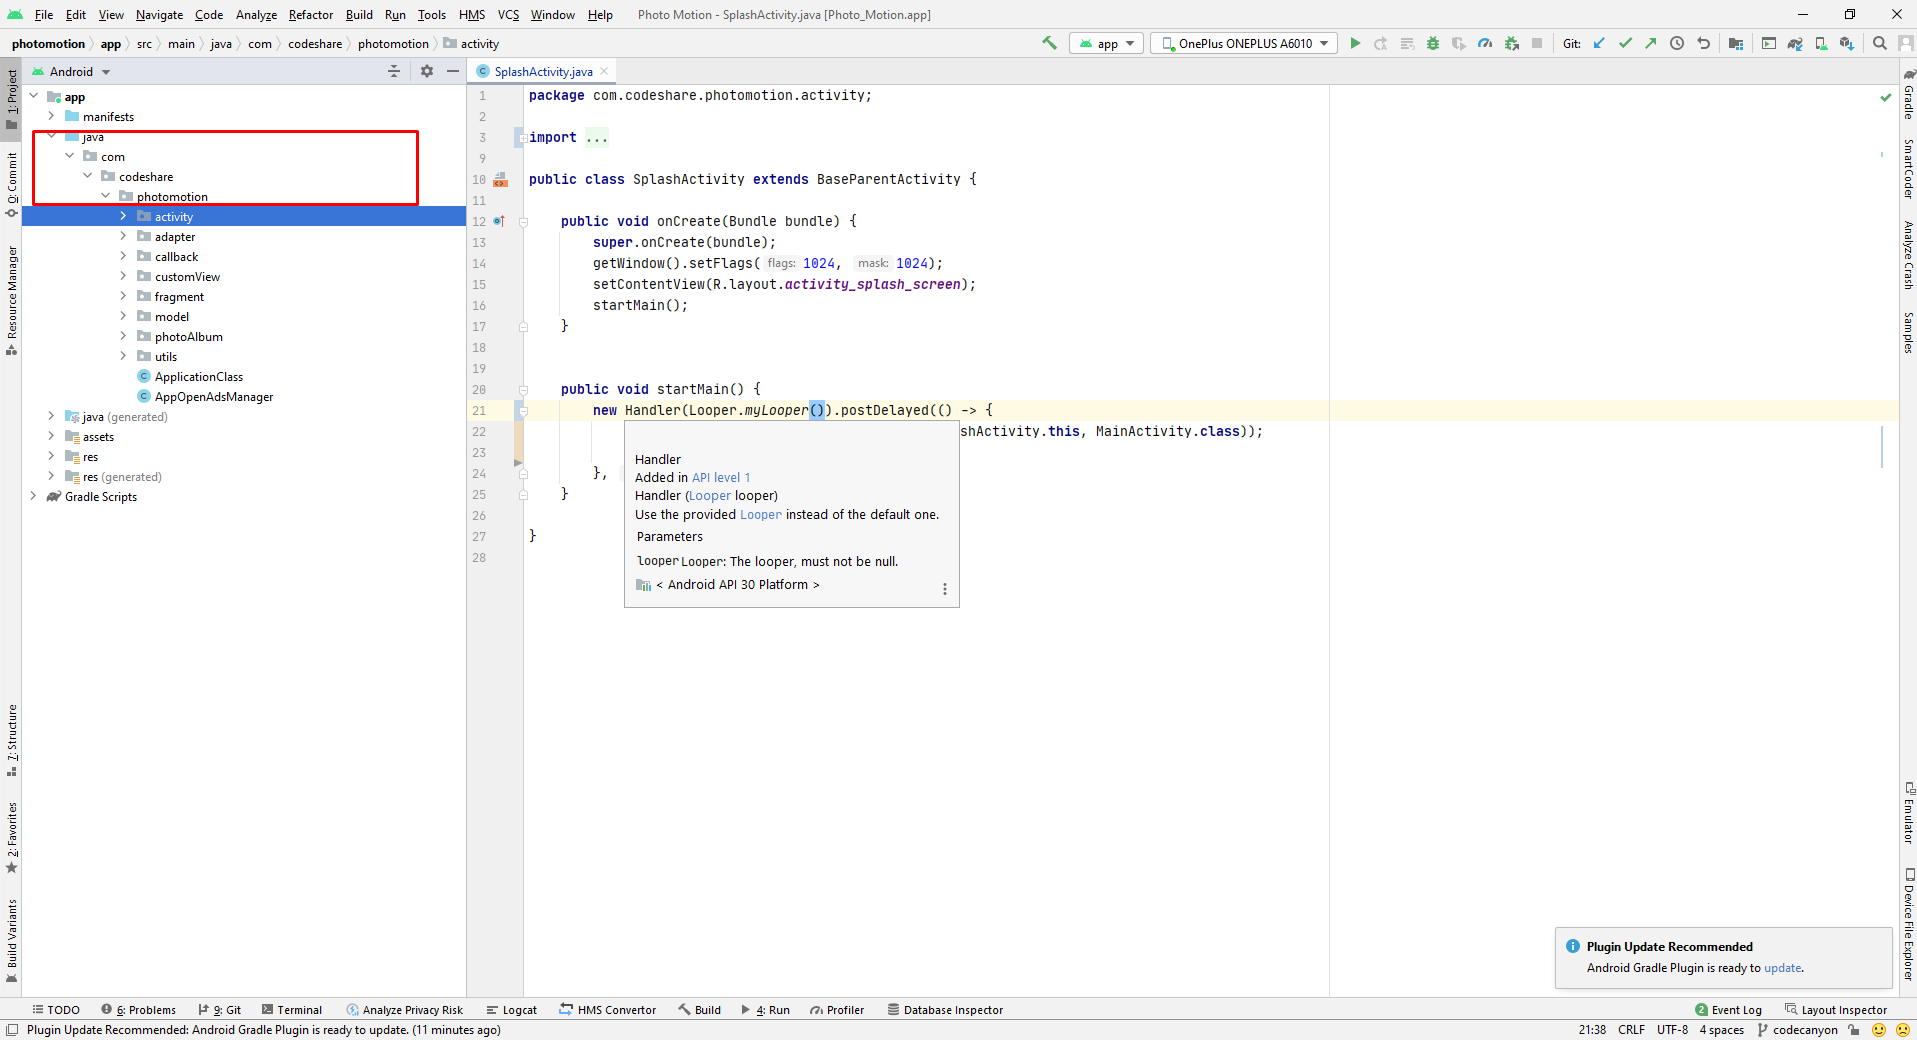 File Edit View Navigate Code Analyze Refactor Build Run Tools HMS VCS Window Help Photo Motion - SplashActivity.java [Photo_Motion.app]
photomotion app src main java com codeshare photomotion activity app OnePlus ONEPLUS A6010 Git:
Android SplashActivity.java
1: Project
0: Commit
Resource Manager
7: Structure
2: Favorites
Build Variants
app
manifests
java
com
codeshare
photomotion
activity
adapter
callback
customView
fragment
model
photoAlbum
utils
ApplicationClass
AppOpenAdsManager
java (generated)
assets
res
res (generated)
Gradle Scripts
1 package com.codeshare.photomotion.activity;
2
3 import ...
9
10 public class SplashActivity extends BaseParentActivity {
11
12 public void onCreate(Bundle bundle) {
13 super.onCreate(bundle);
14 getWindow().setFlags( flags: 1024, mask: 1024);
15 setContentView(R.layout.activity_splash_screen);
16 startMain();
17 }
18
19
20 public void startMain() {
21 new Handler(Looper.myLooper()).postDelayed(() -> {
22 shActivity.this, MainActivity.class));
23
24 },
25 }
26
27 }
28
Handler
Added in API level 1
Handler (Looper looper)
Use the provided Looper instead of the default one.
Parameters
looper Looper: The looper, must not be null.
< Android API 30 Platform >
Gradle
SmartCoder
Analyze Crash
Samples
Emulator
Device File Explorer
Plugin Update Recommended
Android Gradle Plugin is ready to update.
TODO 6: Problems 9: Git Terminal Analyze Privacy Risk Logcat HMS Convertor Build 4: Run Profiler Database Inspector 2 Event Log Layout Inspector
Plugin Update Recommended: Android Gradle Plugin is ready to update. (11 minutes ago) 21:38 CRLF UTF-8 4 spaces codecanyon